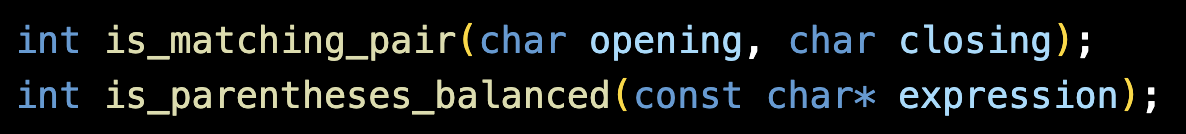 int is_matching_pair(char opening, char closing);
int is_parentheses_balanced(const char* expression);